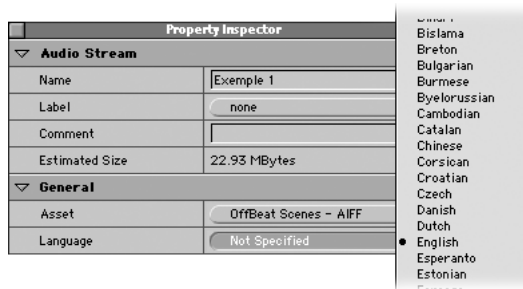 Property Inspector
Audio Stream
Name Exemple 1
Label none
Comment
Estimated Size 22.93 MBytes
General
Asset OffBeat Scenes - AIFF
Language Not Specified
Bislama
Breton
Bulgarian
Burmese
Byelorussian
Cambodian
Catalan
Chinese
Corsican
Croatian
Czech
Danish
Dutch
English
Esperanto
Estonian